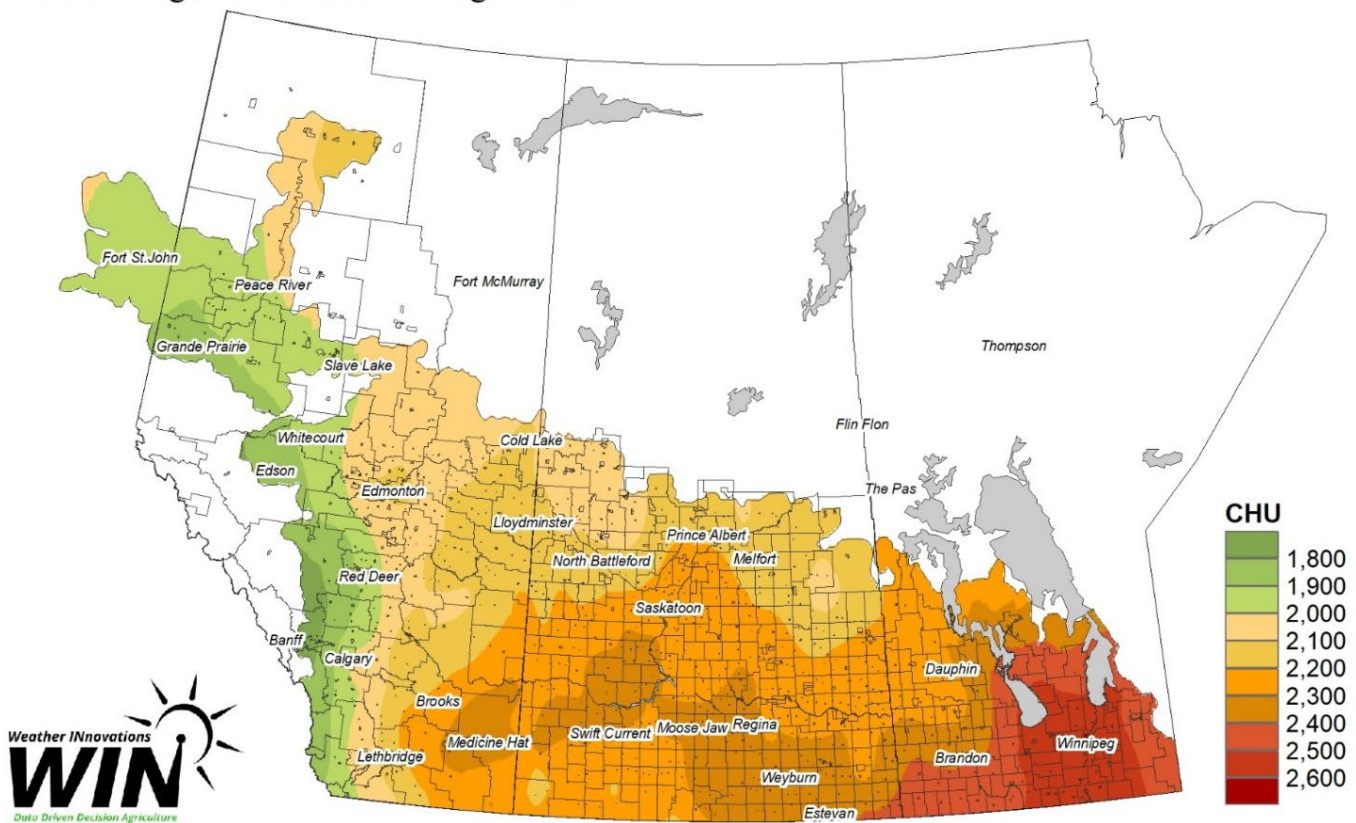 Fort St.John
Peace River
Fort McMurray
Grande Prairie
Slave Lake
Thompson
Flin Flon
Whitecourt
Cold Lake
Edson
Edmonton
The Pas
Lloydminster
Prince Albert
North Battleford
Melfort
Red Deer
Saskatoon
Banff
Calgary
Dauphin
Brooks
Swift Current
Moose Jaw
Regina
Medicine Hat
Winnipeg
Lethbridge
Brandon
Weyburn
Estevan
CHU
1,800
1,900
2,000
2,100
2,200
2,300
2,400
2,500
2,600
Weather INnovations
WIN
Data Driven Decision Agriculture